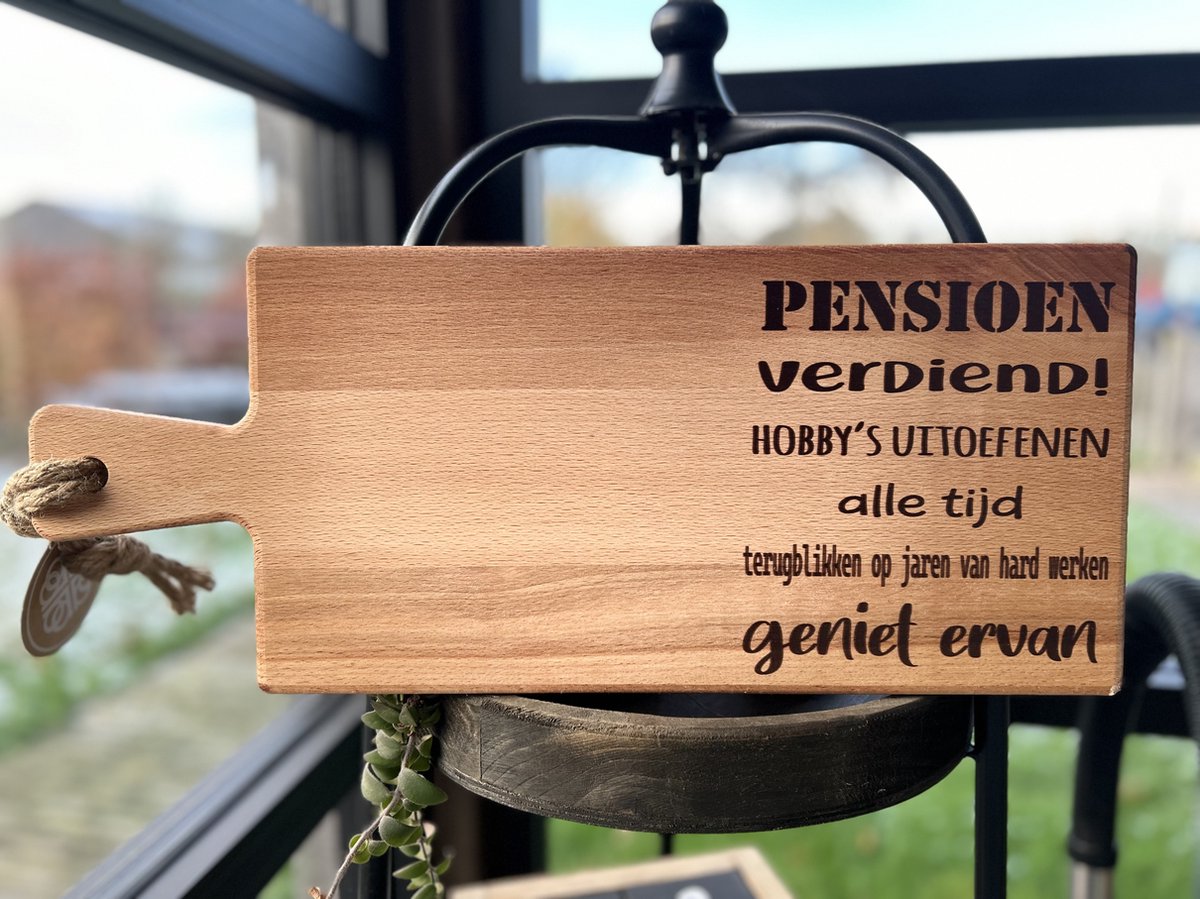 PENSIOEN
verdiend!
HOBBY'S UITOEFENEN
alle tijd
terugblikken op jaren van hard werken
geniet ervan